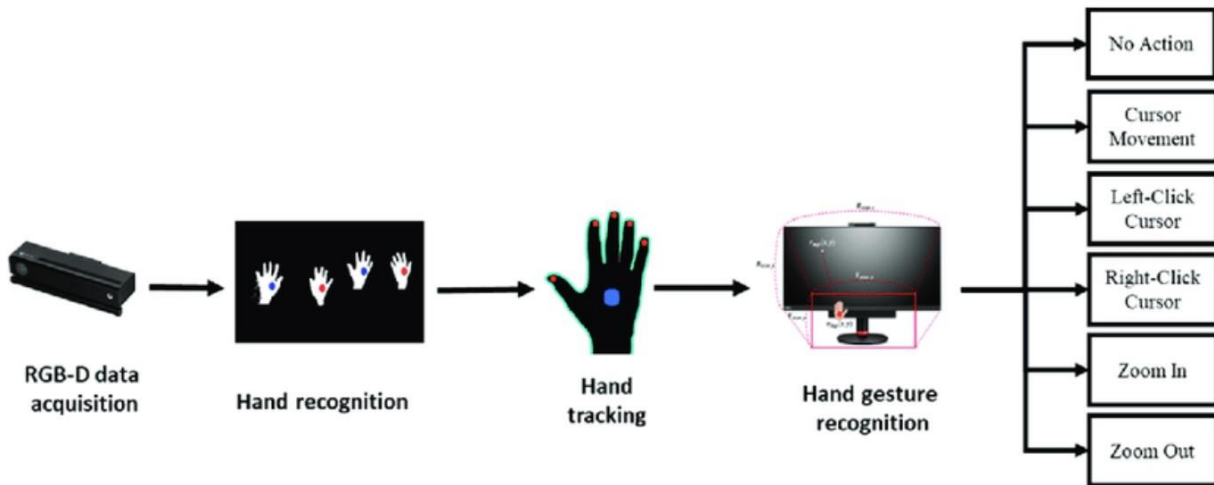 No Action
Cursor
Movement
Left-Click
Cursor
Right-Click
Cursor
Zoom In
Zoom Out
RGB-D data
acquisition
Hand recognition
Hand
tracking
Hand gesture
recognition